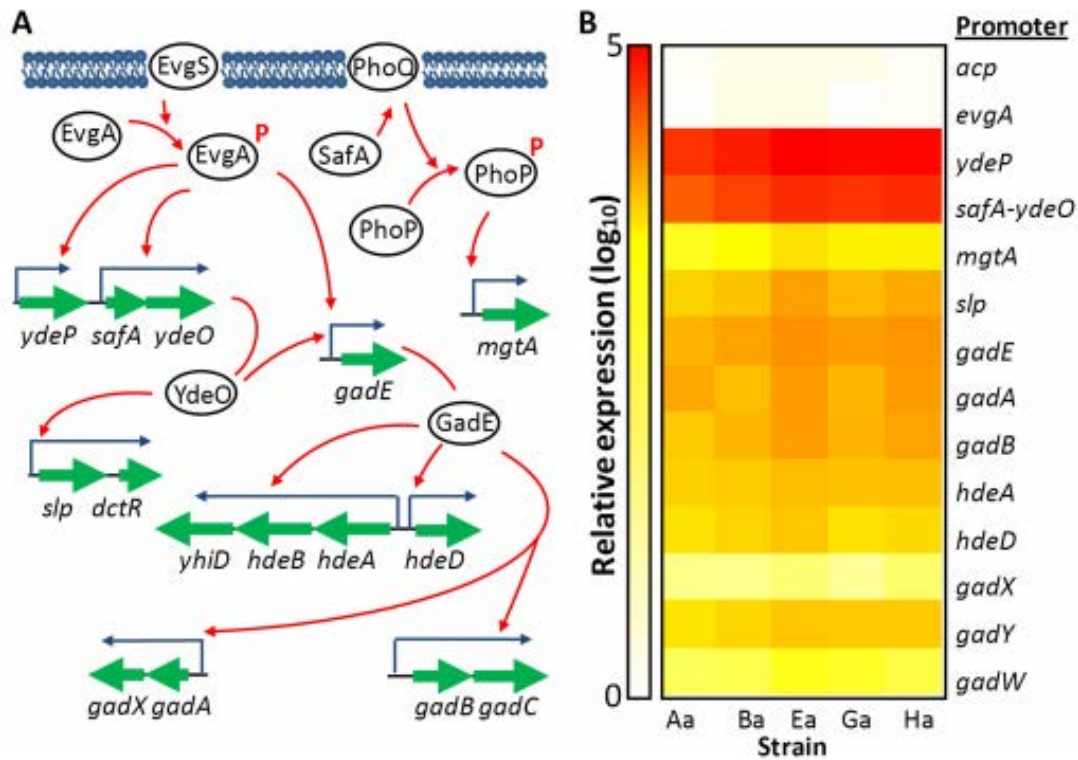 A
EvgS
PhoQ
EvgA
EvgA
P
SafA
PhoP
P
PhoP
ydeP safA ydeO
mgtA
gadE
YdeO
GadE
slp dctR
yhiD hdeB hdeA hdeD
gadX gadA
gadB gadC
B
Promoter
5
Relative expression (log10)
0
acp
evgA
ydeP
safA-ydeO
mgtA
slp
gadE
gadA
gadB
hdeA
hdeD
gadX
gadY
gadW
Aa Ba Ea Ga Ha
Strain